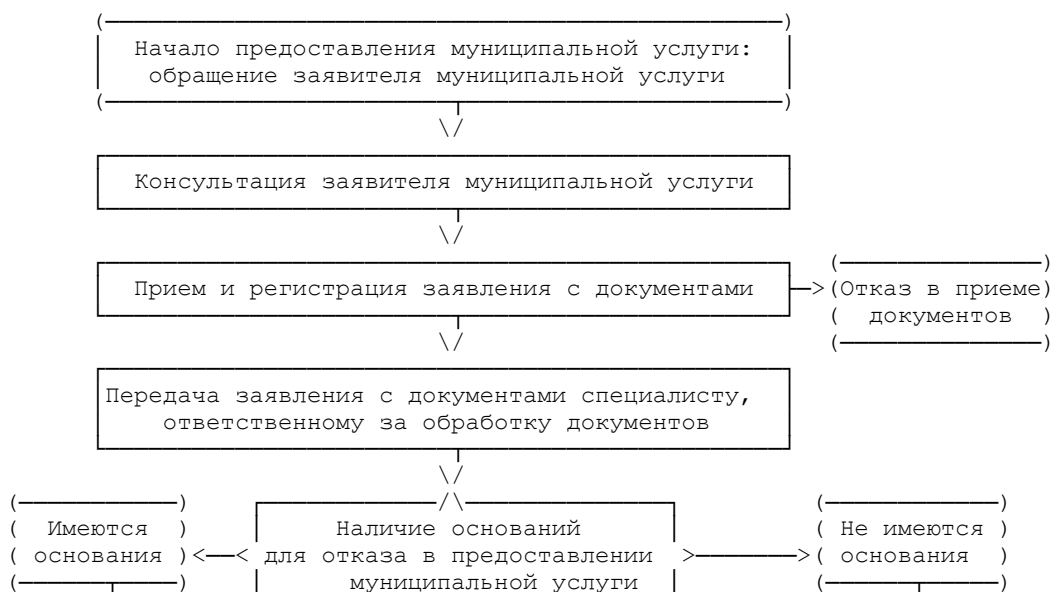 Начало предоставления муниципальной услуги:
обращение заявителя муниципальной услуги
Консультация заявителя муниципальной услуги
Прием и регистрация заявления с документами
Отказ в приеме
документов
Передача заявления с документами специалисту,
ответственному за обработку документов
Имеются
основания
Наличие оснований
для отказа в предоставлении
муниципальной услуги
Не имеются
основания